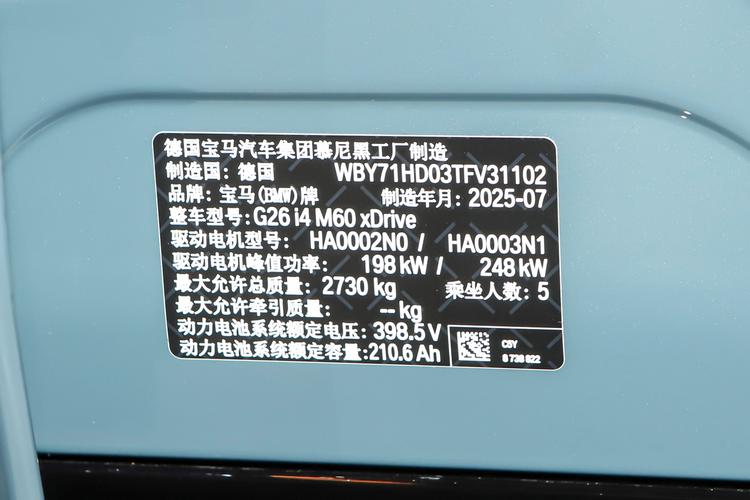 德国宝马汽车集团慕尼黑工厂制造
制造国: 德国 WBY71HD03TFV31102
品牌: 宝马(BMW)牌 制造年月: 2025-07
整车型号: G26 i4 M60 xDrive
驱动电机型号: HA0002N0 / HA0003N1
驱动电机峰值功率: 198 kW / 248 kW
最大允许总质量: 2730 kg 乘坐人数: 5
最大允许牵引质量: -- kg
动力电池系统额定电压: 398.5 V
动力电池系统额定容量: 210.6 Ah
C5Y
8 738 822